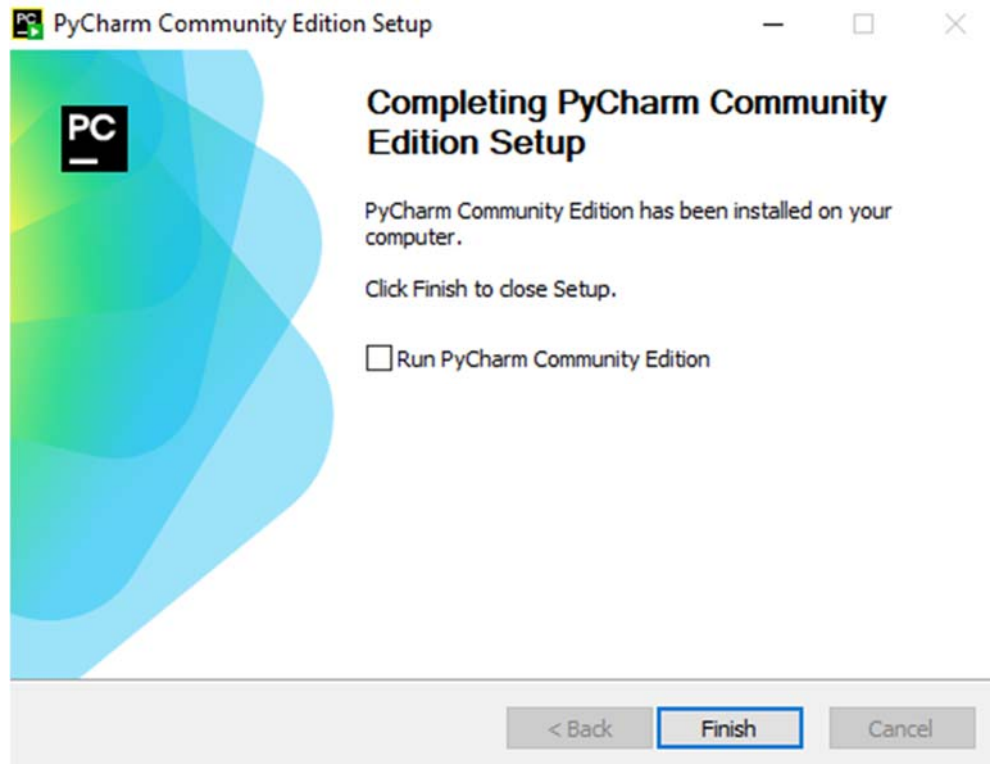 PyCharm Community Edition Setup
PC
Completing PyCharm Community
Edition Setup
PyCharm Community Edition has been installed on your
computer.
Click Finish to close Setup.
Run PyCharm Community Edition
< Back Finish Cancel